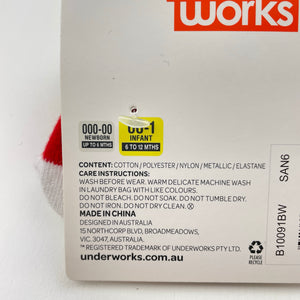 works
000-00
NEWBORN
UP TO 6 MTHS
00-1
INFANT
6 TO 12 MTHS
CONTENT: COTTON / POLYESTER / NYLON / METALLIC / ELASTANE
CARE INSTRUCTIONS:
WASH BEFORE WEAR. WARM DELICATE MACHINE WASH
IN LAUNDRY BAG WITH LIKE COLOURS.
DO NOT BLEACH. DO NOT SOAK. DO NOT TUMBLE DRY.
DO NOT IRON. DO NOT DRY CLEAN.
MADE IN CHINA
DESIGNED IN AUSTRALIA
15 NORTHCORP BLVD, BROADMEADOWS,
VIC. 3047, AUSTRALIA.
™ REGISTERED TRADEMARK OF UNDERWORKS PTY LTD.
underworks.com.au
PLEASE
RECYCLE
SAN6
B10091BW